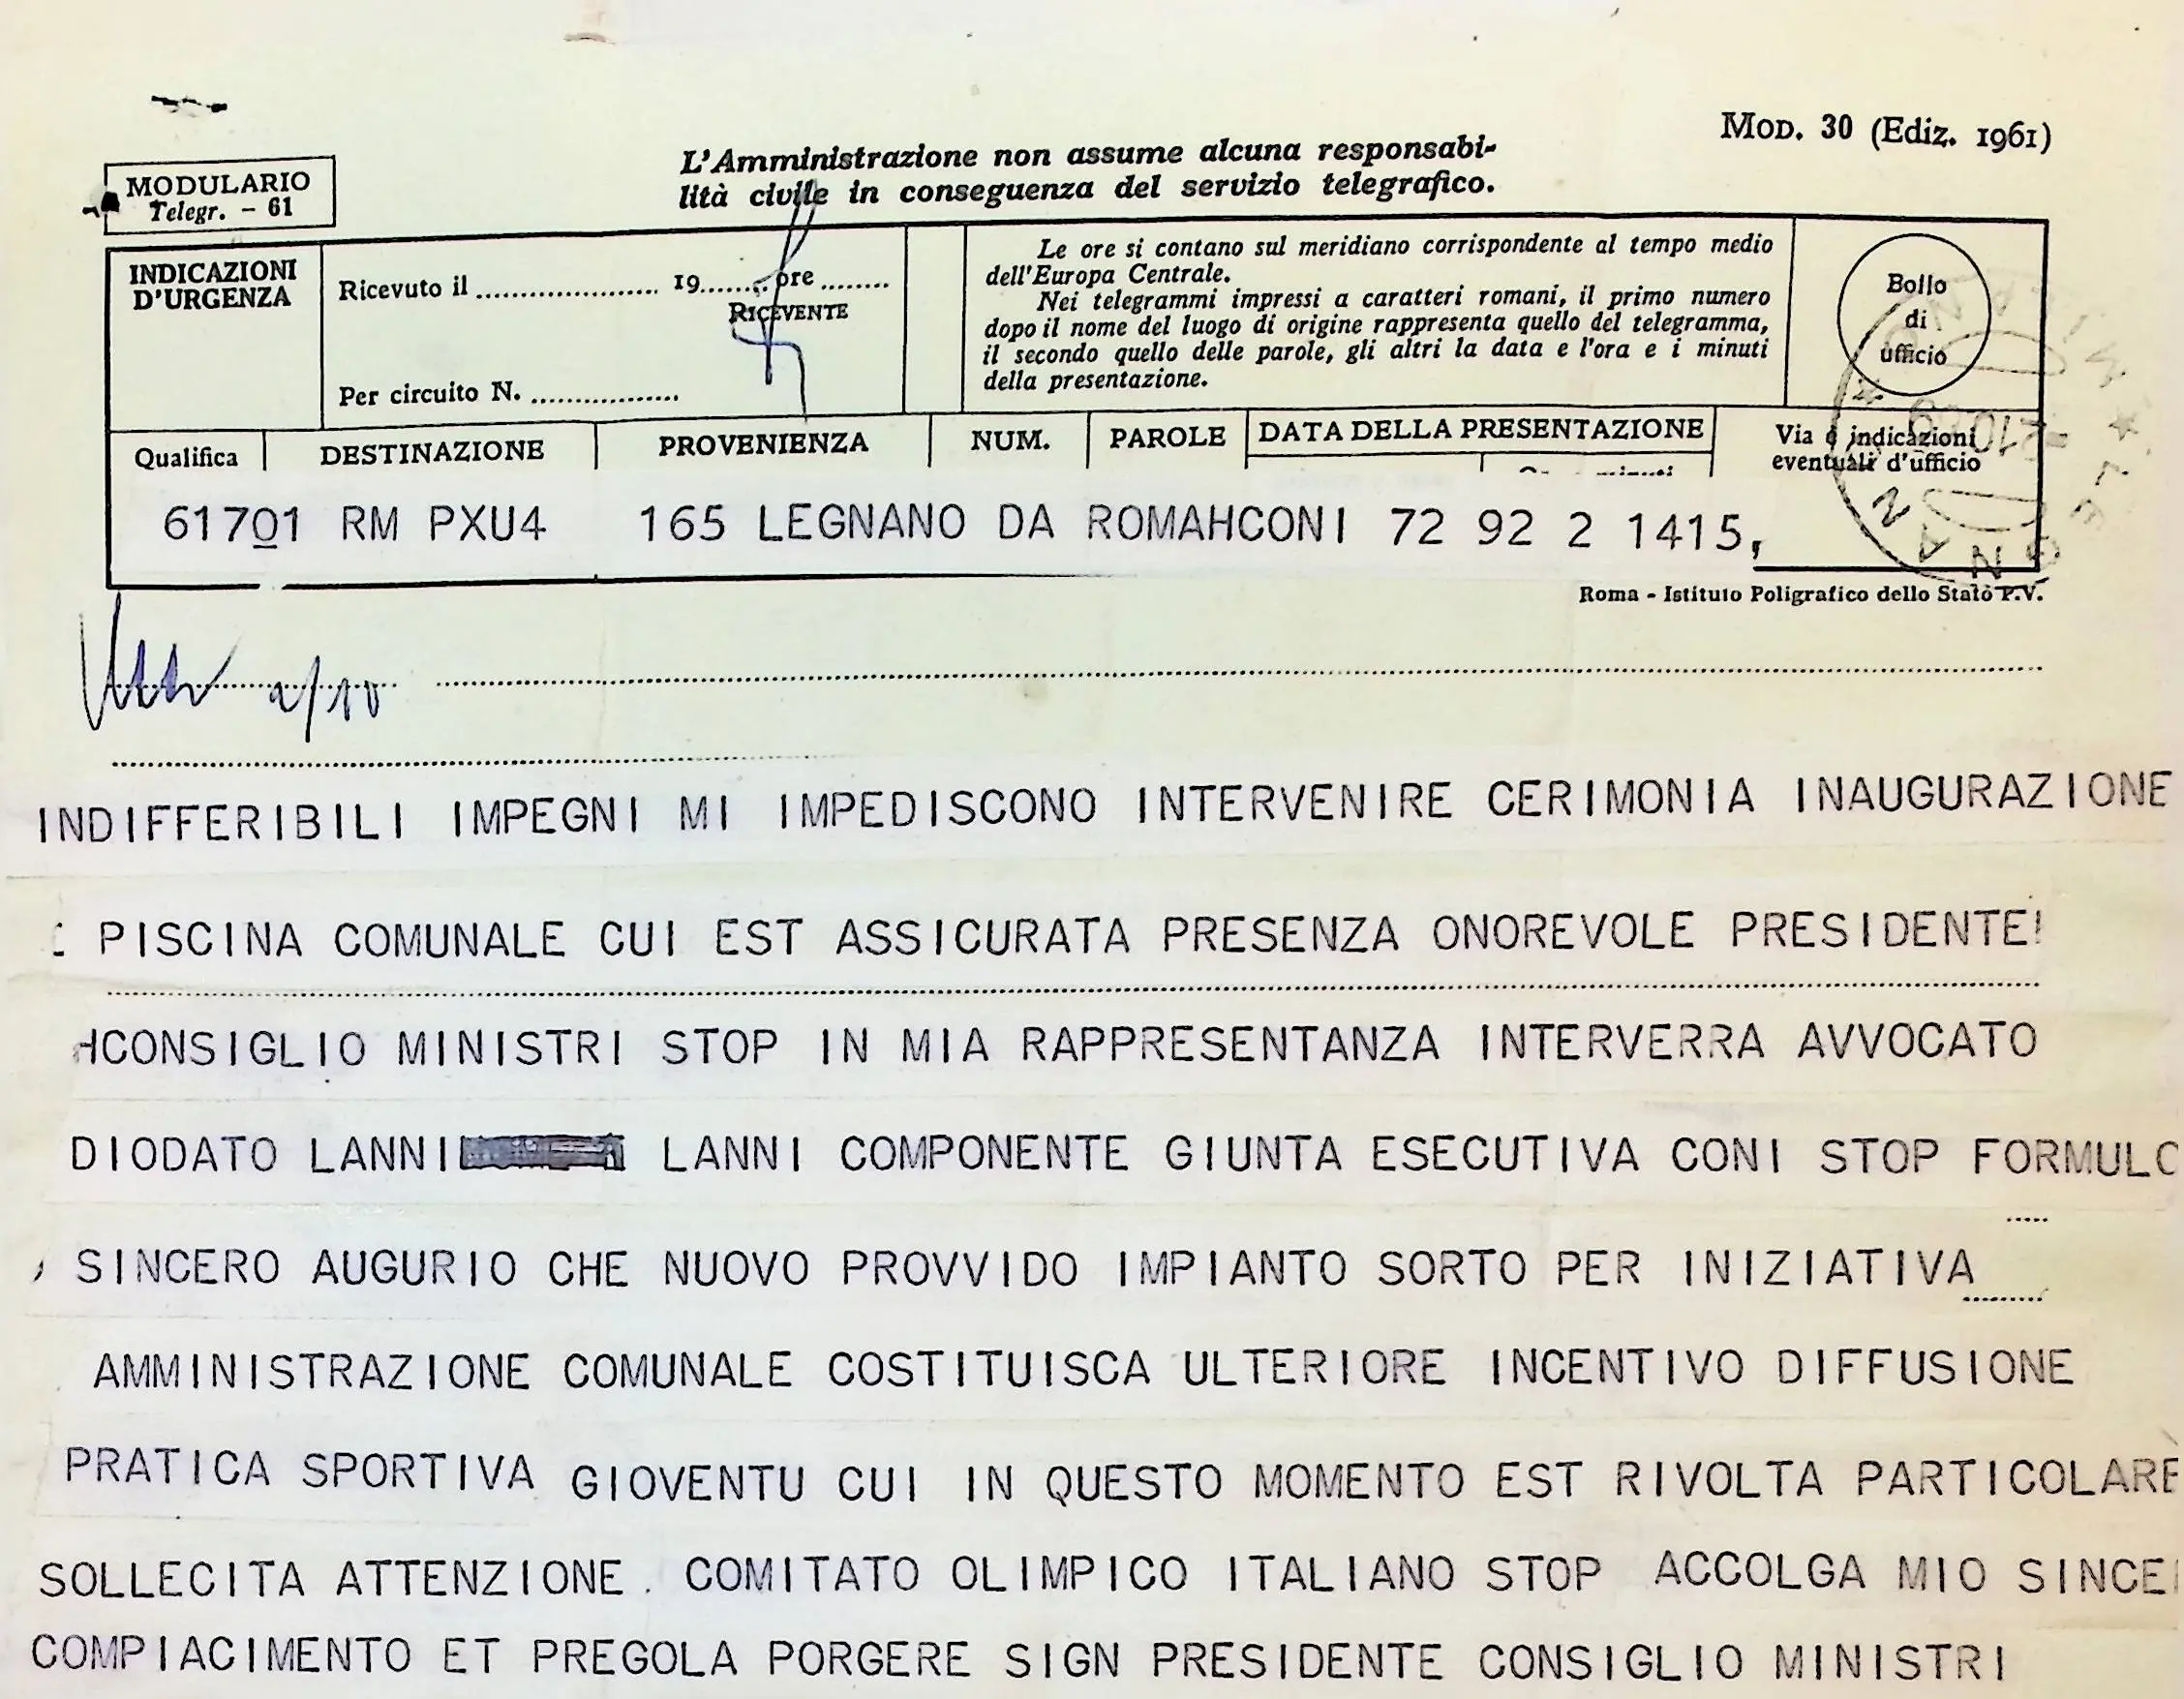 MOD. 30 (Ediz. 1961)
MODULARIO
Telegr. - 61
L'Amministrazione non assume alcuna responsabi-
lità civile in conseguenza del servizio telegrafico.
INDICAZIONI
D'URGENZA
Ricevuto il .................... 19....... ore ........
RICEVENTE
Per circuito N. .................
Le ore si contano sul meridiano corrispondente al tempo medio
dell'Europa Centrale.
Nei telegrammi impressi a caratteri romani, il primo numero
dopo il nome del luogo di origine rappresenta quello del telegramma,
il secondo quello delle parole, gli altri la data e l'ora e i minuti
della presentazione.
Bollo
di
ufficio
Qualifica DESTINAZIONE PROVENIENZA NUM. PAROLE DATA DELLA PRESENTAZIONE Via e indicazioni
eventuali d'ufficio
61701 RM PXU4 165 LEGNANO DA ROMAHCONI 72 92 2 1415,
Roma - Istituto Poligrafico dello Stato P.V.
2/10
INDIFFERIBILI IMPEGNI MI IMPEDISCONO INTERVENIRE CERIMONIA INAUGURAZIONE
PISCINA COMUNALE CUI EST ASSICURATA PRESENZA ONOREVOLE PRESIDENTE
HCONSIGLIO MINISTRI STOP IN MIA RAPPRESENTANZA INTERVERRA AVVOCATO
DIODATO LANNI LANNI COMPONENTE GIUNTA ESECUTIVA CONI STOP FORMULO
SINCERO AUGURIO CHE NUOVO PROVVIDO IMPIANTO SORTO PER INIZIATIVA
AMMINISTRAZIONE COMUNALE COSTITUISCA ULTERIORE INCENTIVO DIFFUSIONE
PRATICA SPORTIVA GIOVENTU CUI IN QUESTO MOMENTO EST RIVOLTA PARTICOLARE
SOLLECITA ATTENZIONE . COMITATO OLIMPICO ITALIANO STOP ACCOLGA MIO SINCE
COMPIACIMENTO ET PREGOLA PORGERE SIGN PRESIDENTE CONSIGLIO MINISTRI